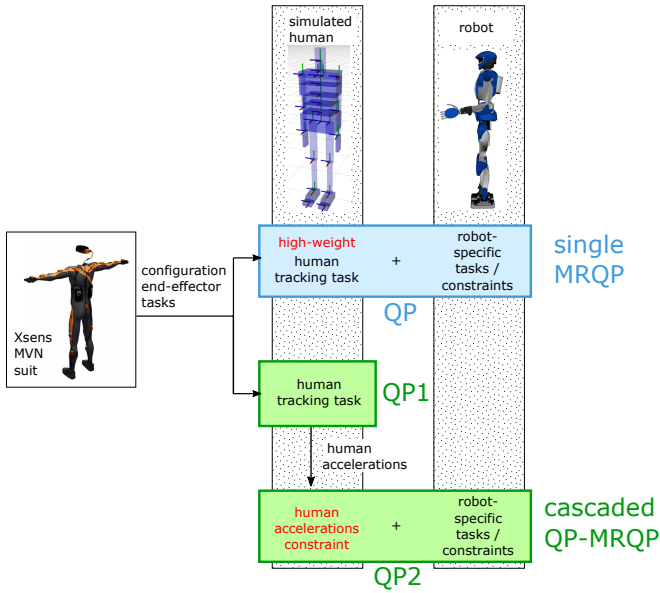 simulated
human
robot
Xsens
MVN
suit
configuration
end-effector
tasks
high-weight
human
tracking task
+
robot-
specific
tasks /
constraints
single
MRQP
QP
human
tracking task
QP1
human
accelerations
human
accelerations
constraint
+
robot-
specific
tasks /
constraints
cascaded
QP-MRQP
QP2